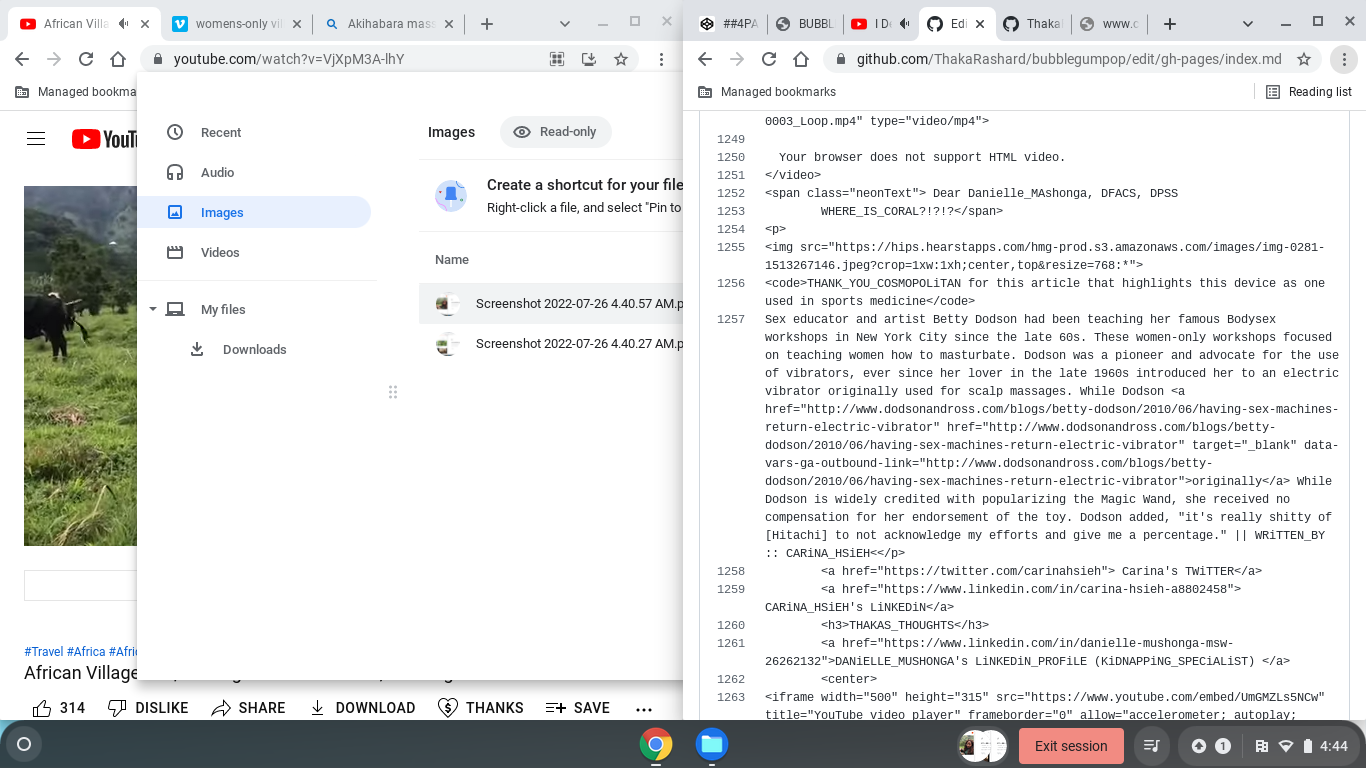 African Villa
womens-only vil
Akihabara mass
youtube.com/watch?v=VjXpM3A-lhY
Managed bookma
YouT
#Travel #Africa #Afri
African Village
314
DISLIKE
SHARE
DOWNLOAD
THANKS
SAVE
Recent
Audio
Images
Videos
My files
Downloads
Images
Read-only
Create a shortcut for your file
Right-click a file, and select "Pin to
Name
Screenshot 2022-07-26 4.40.57 AM.p
Screenshot 2022-07-26 4.40.27 AM.p
##4PA
BUBBL
I D
Edi
Thaka
www.c
github.com/ThakaRashard/bubblegumpop/edit/gh-pages/index.md
Managed bookmarks
Reading list
0003_Loop.mp4" type="video/mp4">
1249
1250 Your browser does not support HTML video.
1251 </video>
1252 <span class="neonText"> Dear Danielle_MAshonga, DFACS, DPSS
1253 WHERE_IS_CORAL?!?!?</span>
1254 <p>
1255 <img src="https://hips.hearstapps.com/hmg-prod.s3.amazonaws.com/images/img-0281-
1513267146.jpeg?crop=1xw:1xh;center,top&resize=768:*">
1256 <code>THANK_YOU_COSMOPOLiTAN for this article that highlights this device as one
used in sports medicine</code>
1257 Sex educator and artist Betty Dodson had been teaching her famous Bodysex
workshops in New York City since the late 60s. These women-only workshops focused
on teaching women how to masturbate. Dodson was a pioneer and advocate for the use
of vibrators, ever since her lover in the late 1960s introduced her to an electric
vibrator originally used for scalp massages. While Dodson <a
href="http://www.dodsonandross.com/blogs/betty-dodson/2010/06/having-sex-machines-
return-electric-vibrator" href="http://www.dodsonandross.com/blogs/betty-
dodson/2010/06/having-sex-machines-return-electric-vibrator" target="_blank" data-
vars-ga-outbound-link="http://www.dodsonandross.com/blogs/betty-
dodson/2010/06/having-sex-machines-return-electric-vibrator">originally</a> While
Dodson is widely credited with popularizing the Magic Wand, she received no
compensation for her endorsement of the toy. Dodson added, "it's really shitty of
[Hitachi] to not acknowledge my efforts and give me a percentage." || WRiTTEN_BY
:: CARiNA_HSiEH<</p>
1258 <a href="https://twitter.com/carinahsieh"> Carina's TWiTTER</a>
1259 <a href="https://www.linkedin.com/in/carina-hsieh-a8802458">
CARiNA_HSiEH's LiNKEDiN</a>
1260 <h3>THAKAS_THOUGHTS</h3>
1261 <a href="https://www.linkedin.com/in/danielle-mushonga-msw-
26262132">DANiELLE_MUSHONGA's LiNKEDiN_PROFiLE (KiDNAPPiNG_SPECiALiST) </a>
1262 <center>
1263 <iframe width="500" height="315" src="https://www.youtube.com/embed/UmGMZLs5NCw"
title="YouTube video player" frameborder="0" allow="accelerometer; autoplay;
Exit session
1
4:44